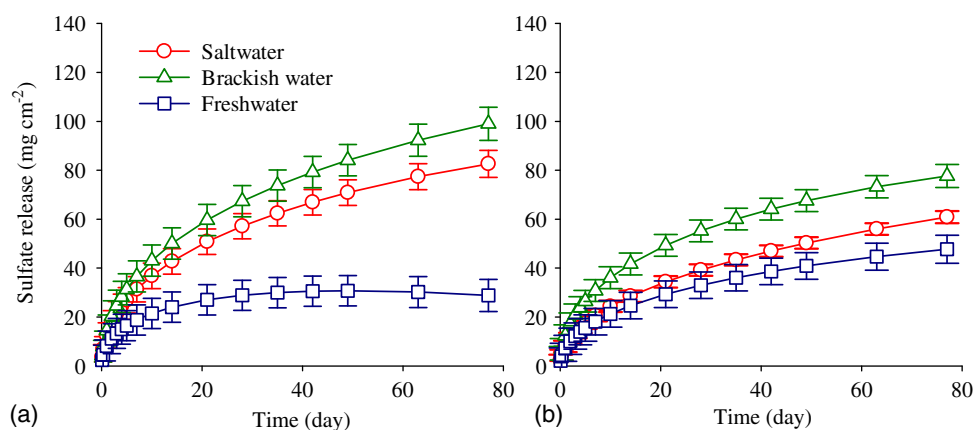 Sulfate release (mg cm⁻²)
140
120
100
80
60
40
20
0
Saltwater
Brackish water
Freshwater
0 20 40 60 80
Time (day)
(a)
140
120
100
80
60
40
20
0
0 20 40 60 80
Time (day)
(b)